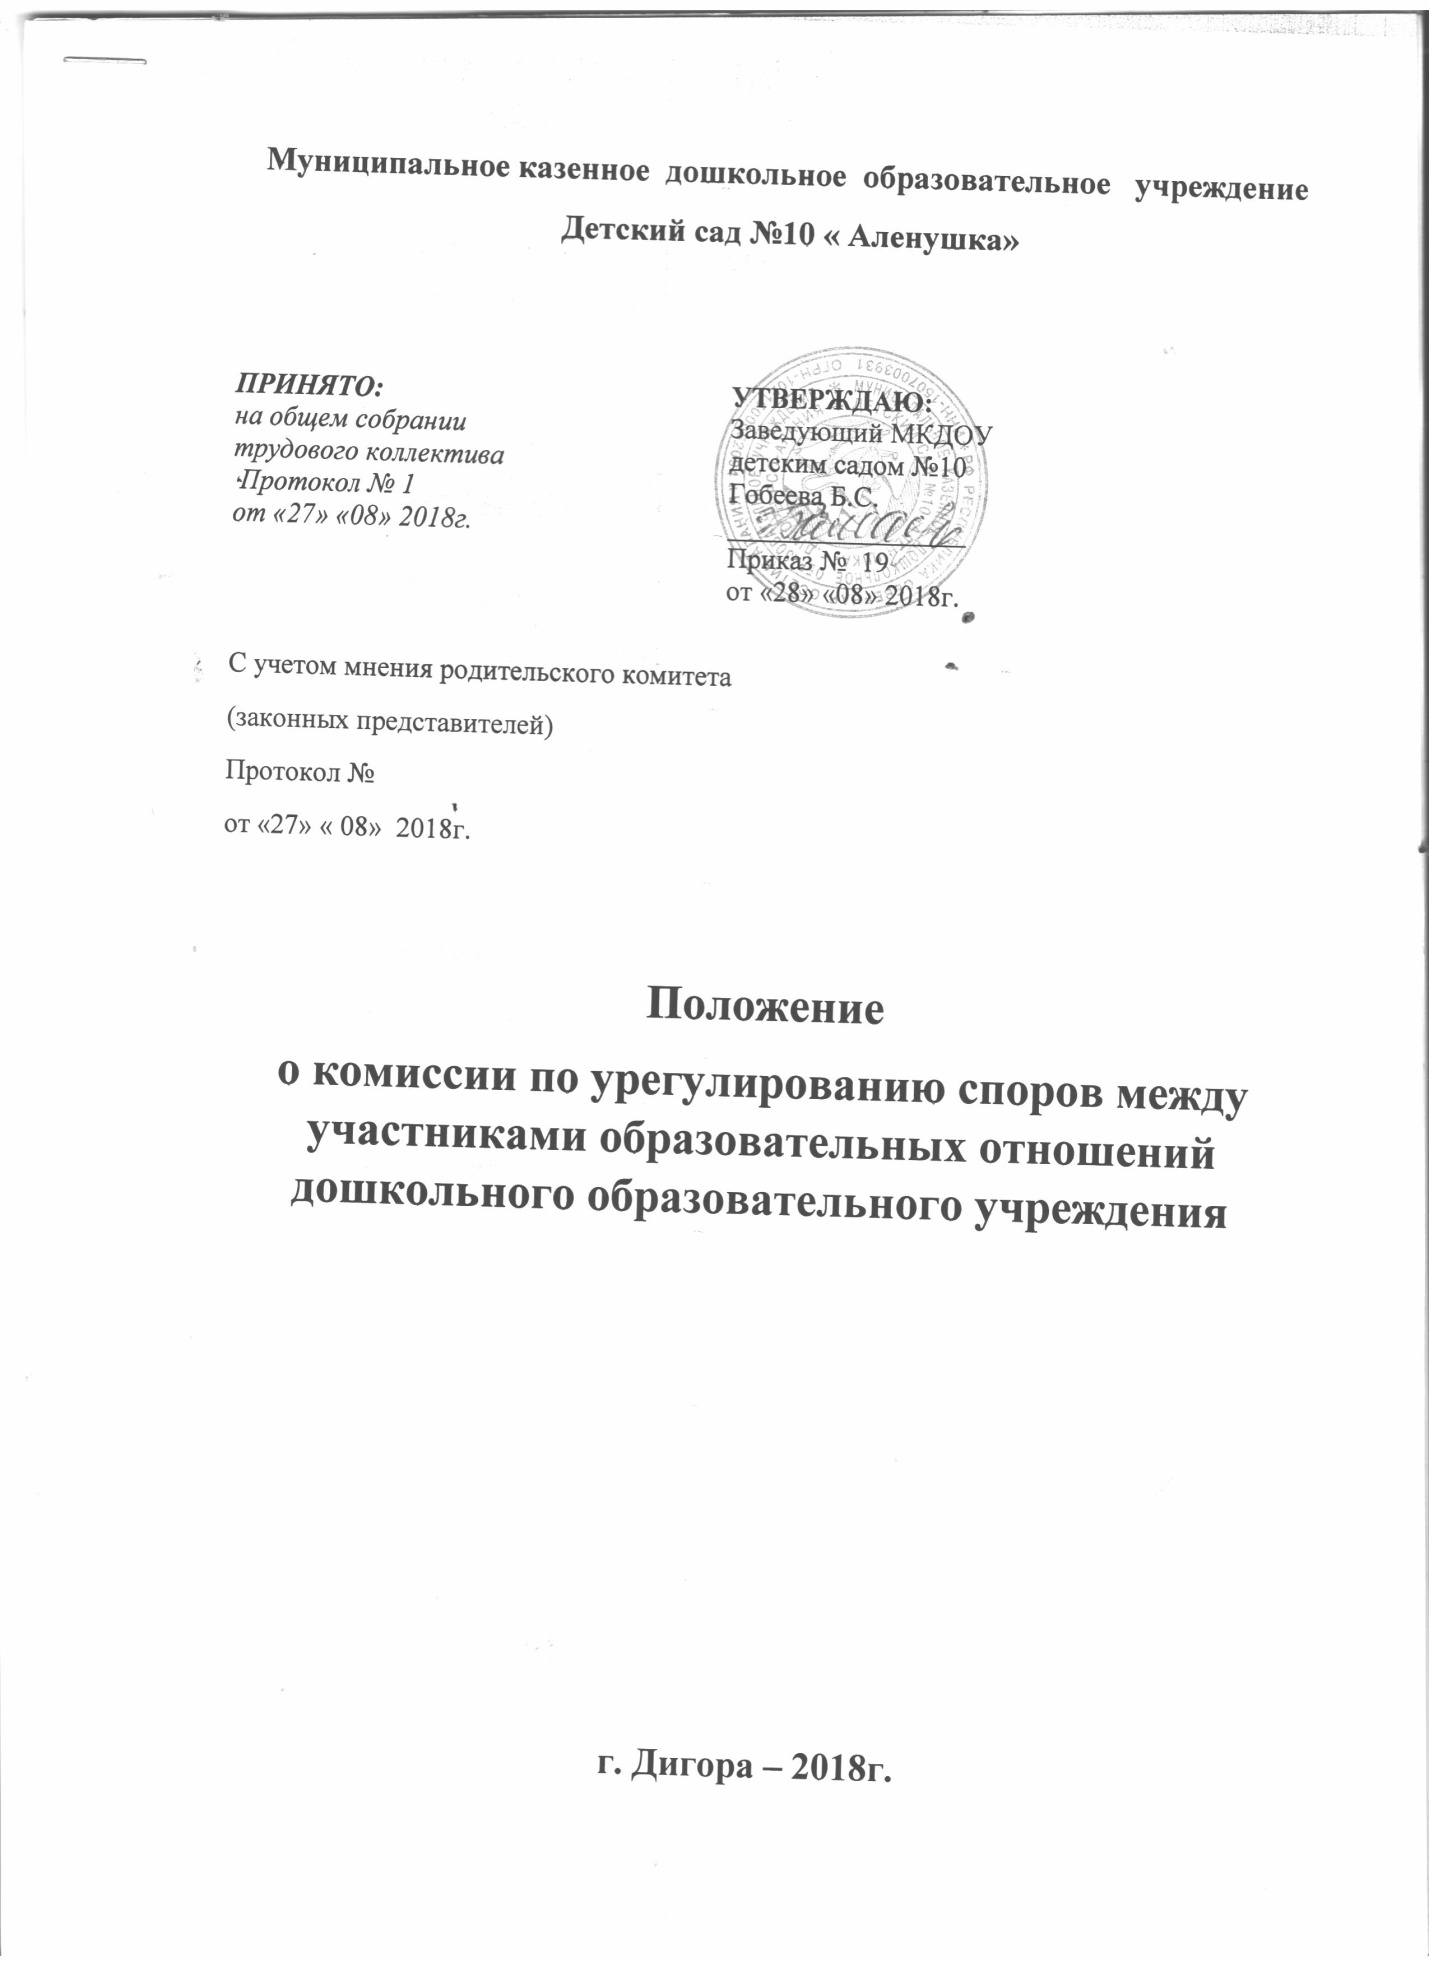 Муниципальное казенное дошкольное образовательное учреждение
Детский сад №10 « Аленушка»
ПРИНЯТО:
на общем собрании
трудового коллектива
Протокол № 1
от «27» «08» 2018г.
УТВЕРЖДАЮ:
Заведующий МКДОУ
детским садом №10
Гобеева Б.С.
Приказ № 19
от «28» «08» 2018г.
С учетом мнения родительского комитета
(законных представителей)
Протокол №
от «27» « 08» 2018г.
Положение
о комиссии по урегулированию споров между
участниками образовательных отношений
дошкольного образовательного учреждения
г. Дигора – 2018г.